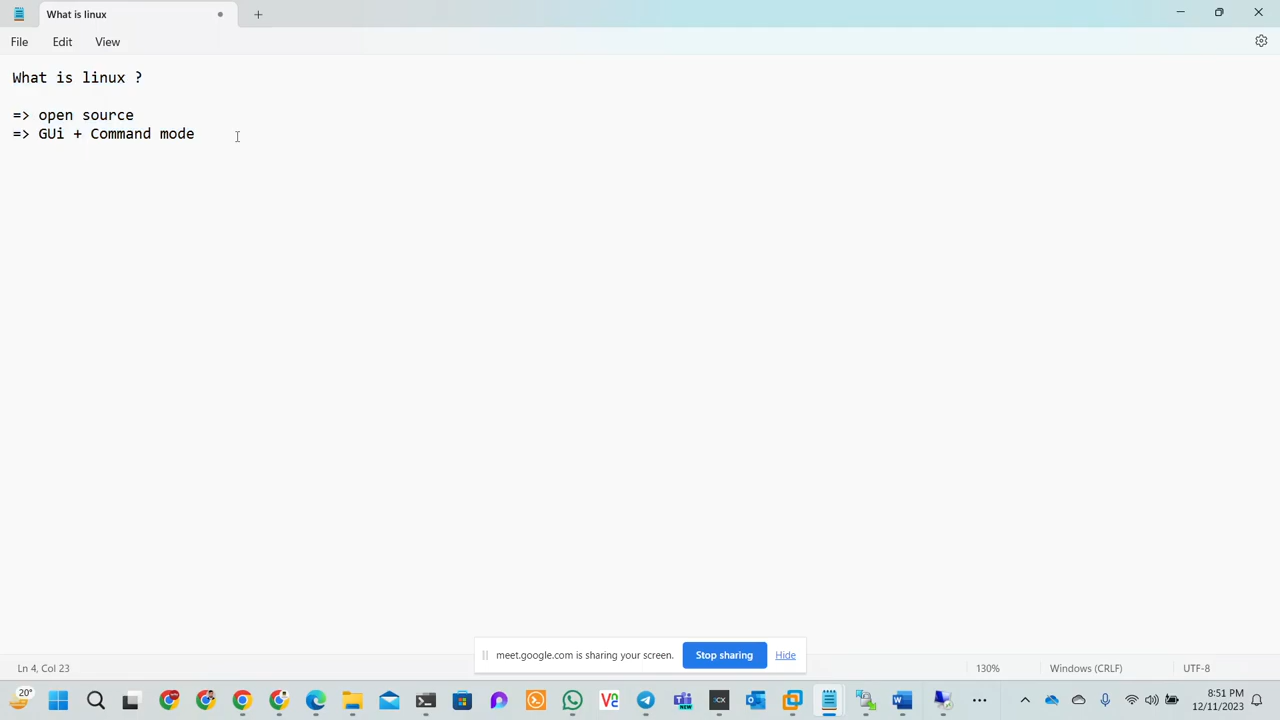 What is linux
File Edit View
What is linux ?
=> open source
=> GUi + Command mode
meet.google.com is sharing your screen. Stop sharing Hide
Ln 4, Col 23 130% Windows (CRLF) UTF-8
20°
8:51 PM
12/11/2023